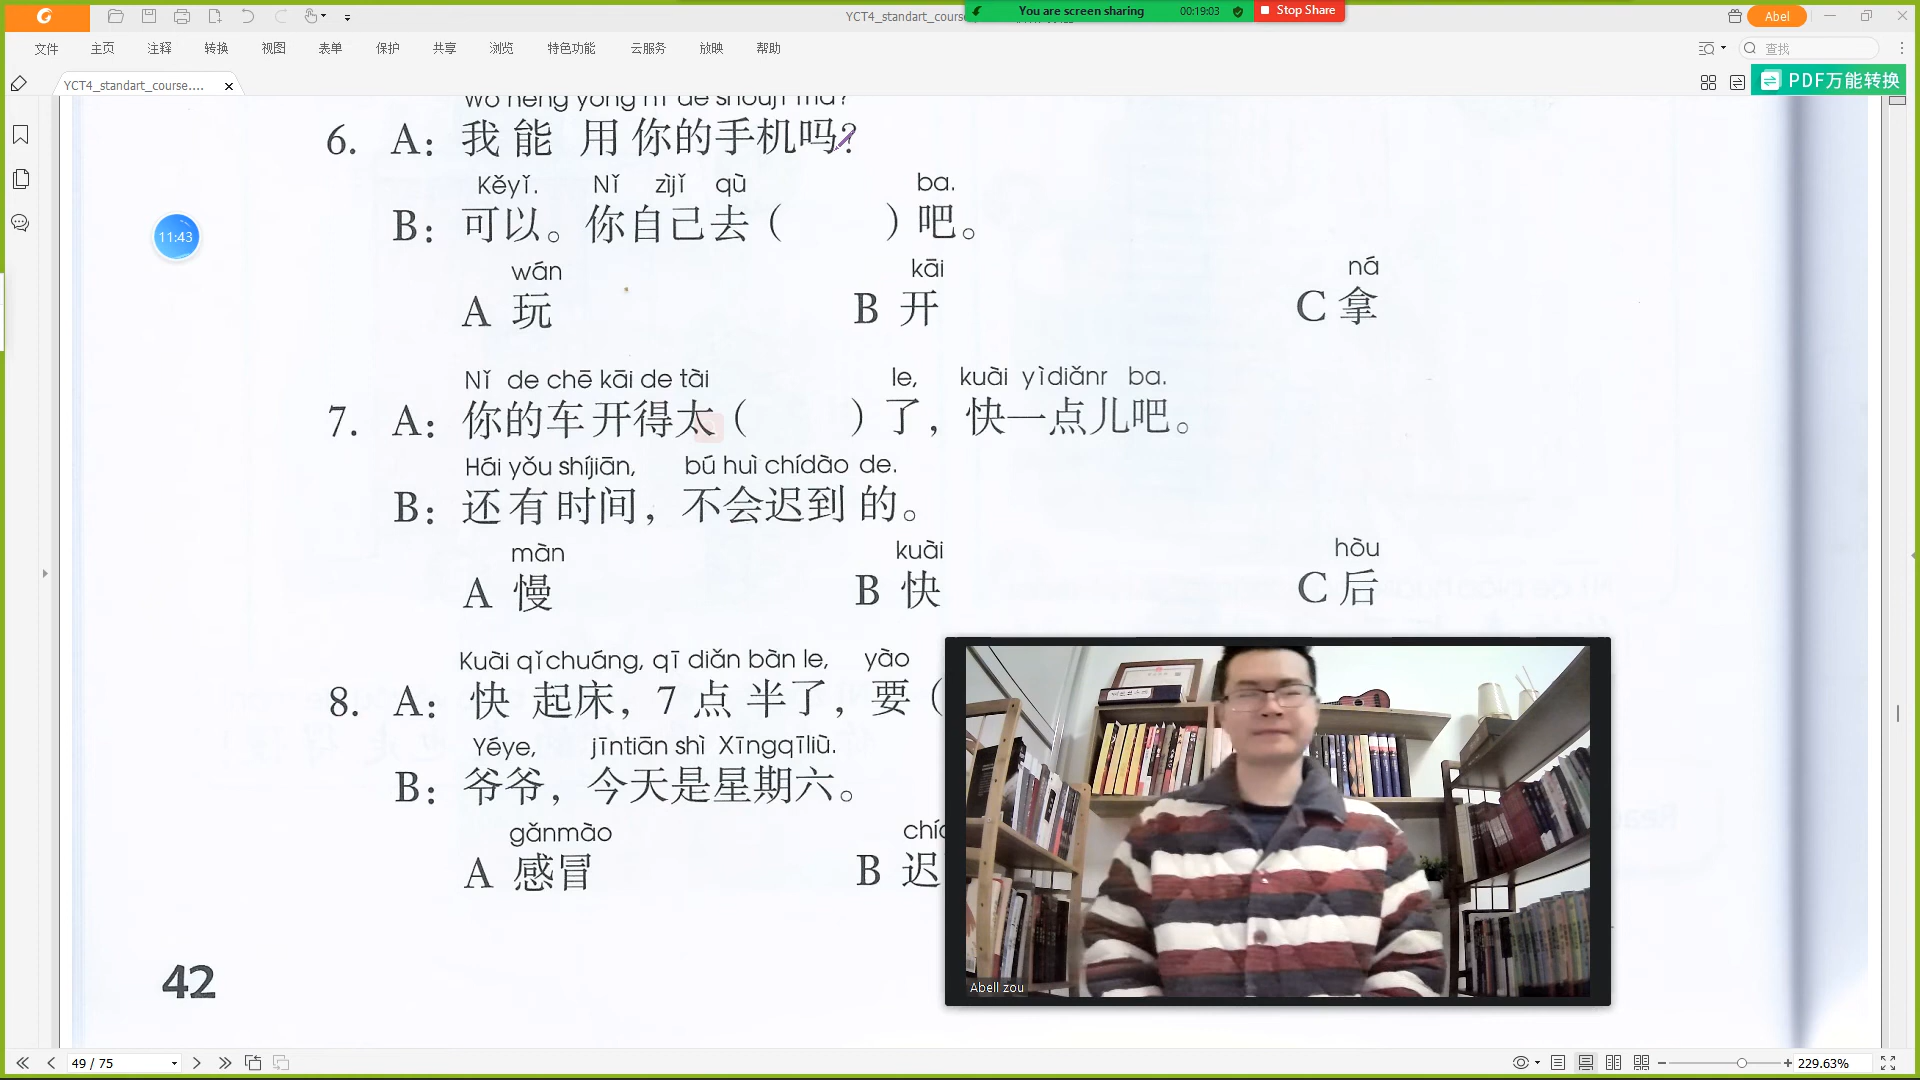 YCT4_standart_course
You are screen sharing
00:19:03
Stop Share
Abel
文件 主页 注释 转换 视图 表单 保护 共享 浏览 特色功能 云服务 放映 帮助
查找
YCT4_standart_course....
PDF万能转换
Wǒ néng yòng nǐ de shǒujī ma?
6. A：我能用你的手机吗？
Kěyǐ. Nǐ zìjǐ qù ba.
B：可以。你自己去（ ）吧。
11:43
wán kāi ná
A 玩 B 开 C 拿
Nǐ de chē kāi de tài le, kuài yìdiǎnr ba.
7. A：你的车开得太（ ）了，快一点儿吧。
Hái yǒu shíjiān, bú huì chídào de.
B：还有时间，不会迟到的。
màn kuài hòu
A 慢 B 快 C 后
Kuài qǐchuáng, qī diǎn bàn le, yào
8. A：快起床，7点半了，要（
Yéye, jīntiān shì Xīngqīliù.
B：爷爷，今天是星期六。
gǎnmào
A 感冒 B 迟
42
Abell zou
49 / 75
229.63%